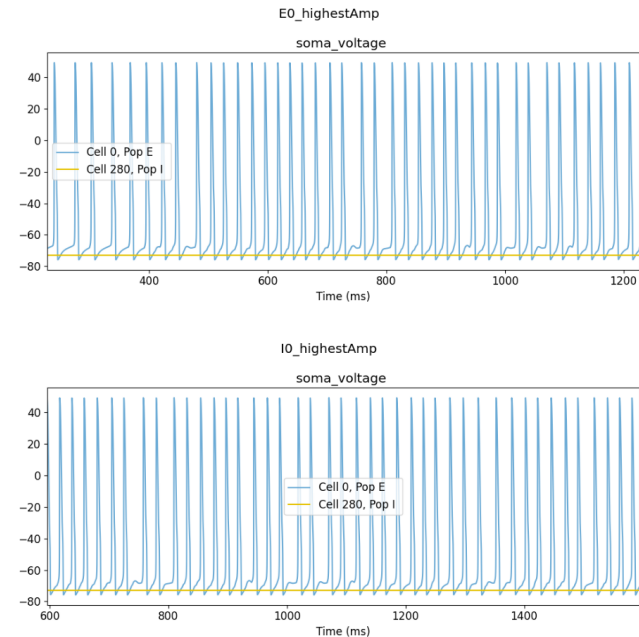 E0_highestAmp
soma_voltage
40
20
0
−20
−40
−60
−80
Cell 0, Pop E
Cell 280, Pop I
400
600
800
1000
1200
Time (ms)
I0_highestAmp
soma_voltage
40
20
0
−20
−40
−60
−80
Cell 0, Pop E
Cell 280, Pop I
600
800
1000
1200
1400
Time (ms)